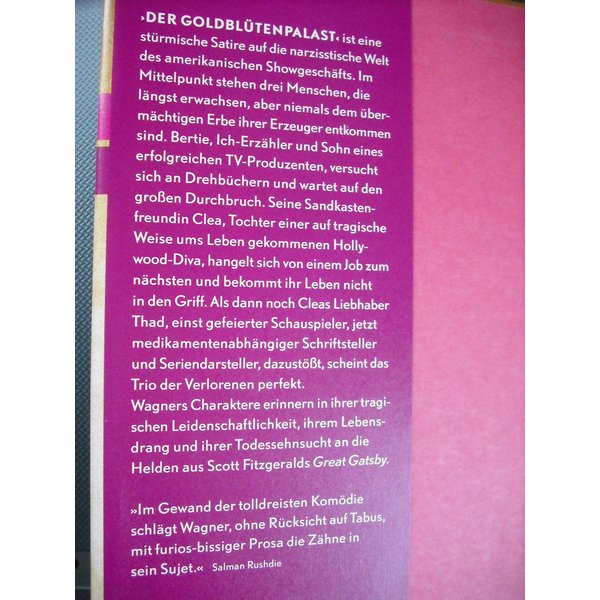 ›DER GOLDBLÜTENPALAST‹ ist eine
stürmische Satire auf die narzisstische Welt
des amerikanischen Showgeschäfts. Im
Mittelpunkt stehen drei Menschen, die
längst erwachsen, aber niemals dem über-
mächtigen Erbe ihrer Erzeuger entkommen
sind. Bertie, Ich-Erzähler und Sohn eines
erfolgreichen TV-Produzenten, versucht
sich an Drehbüchern und wartet auf den
großen Durchbruch. Seine Sandkasten-
freundin Clea, Tochter einer auf tragische
Weise ums Leben gekommenen Holly-
wood-Diva, hangelt sich von einem Job zum
nächsten und bekommt ihr Leben nicht
in den Griff. Als dann noch Cleas Liebhaber
Thad, einst gefeierter Schauspieler, jetzt
medikamentenabhängiger Schriftsteller
und Seriendarsteller, dazustößt, scheint das
Trio der Verlorenen perfekt.
Wagners Charaktere erinnern in ihrer tragi-
schen Leidenschaftlichkeit, ihrem Lebens-
drang und ihrer Todessehnsucht an die
Helden aus Scott Fitzgeralds Great Gatsby.
»Im Gewand der tolldreisten Komödie
schlägt Wagner, ohne Rücksicht auf Tabus,
mit furios-bissiger Prosa die Zähne in
sein Sujet.« Salman Rushdie